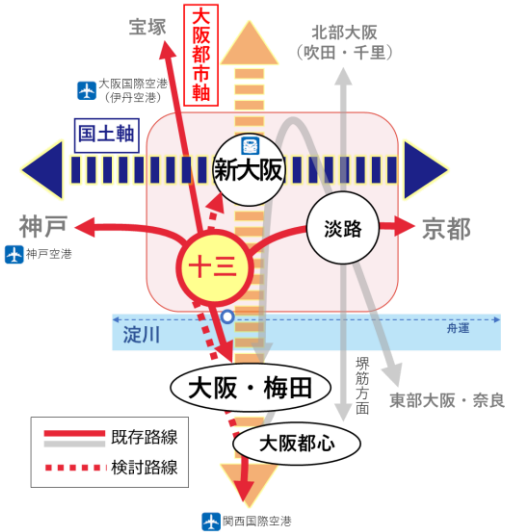 宝塚
大阪都市軸
北部大阪
（吹田・千里）
大阪国際空港
（伊丹空港）
国土軸
新大阪
神戸
神戸空港
十三
淡路
京都
淀川
舟運
大阪・梅田
堺筋方面
東部大阪・奈良
大阪都心
既存路線
検討路線
関西国際空港